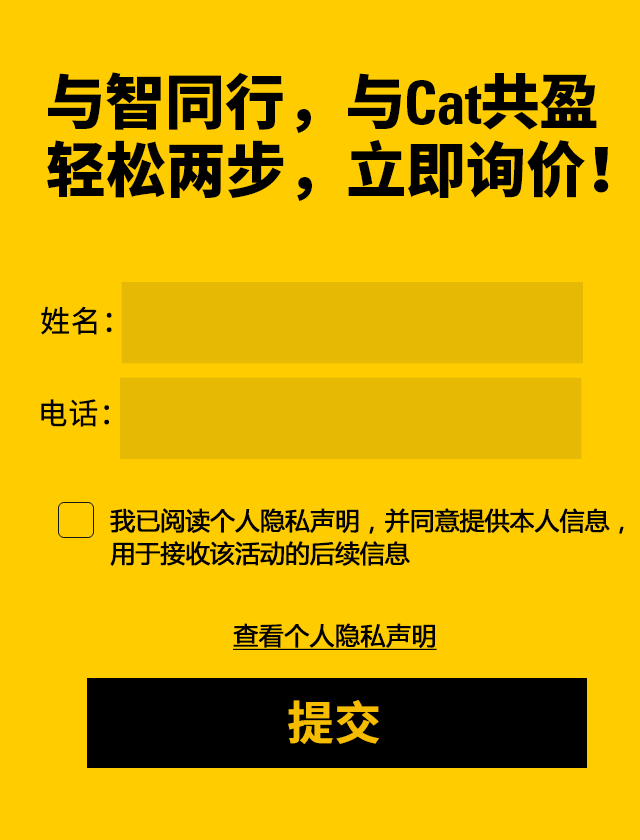 与智同行，与Cat共盈
轻松两步，立即询价！
姓名：
电话：
我已阅读个人隐私声明，并同意提供本人信息，
用于接收该活动的后续信息
查看个人隐私声明
提交